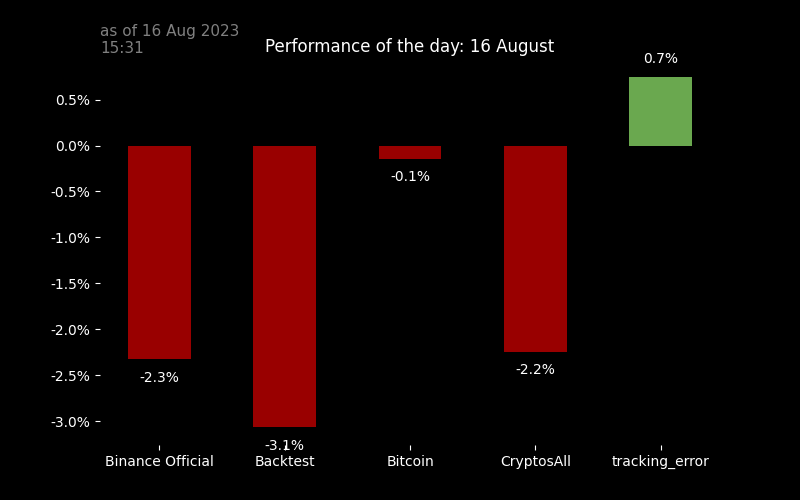 as of 16 Aug 2023
15:31
Performance of the day: 16 August
0.7%
0.5%
0.0%
-0.1%
-0.5%
-1.0%
-1.5%
-2.0%
-2.2%
-2.3%
-2.5%
-3.0%
-3.1%
Binance Official
Backtest
Bitcoin
CryptosAll
tracking_error